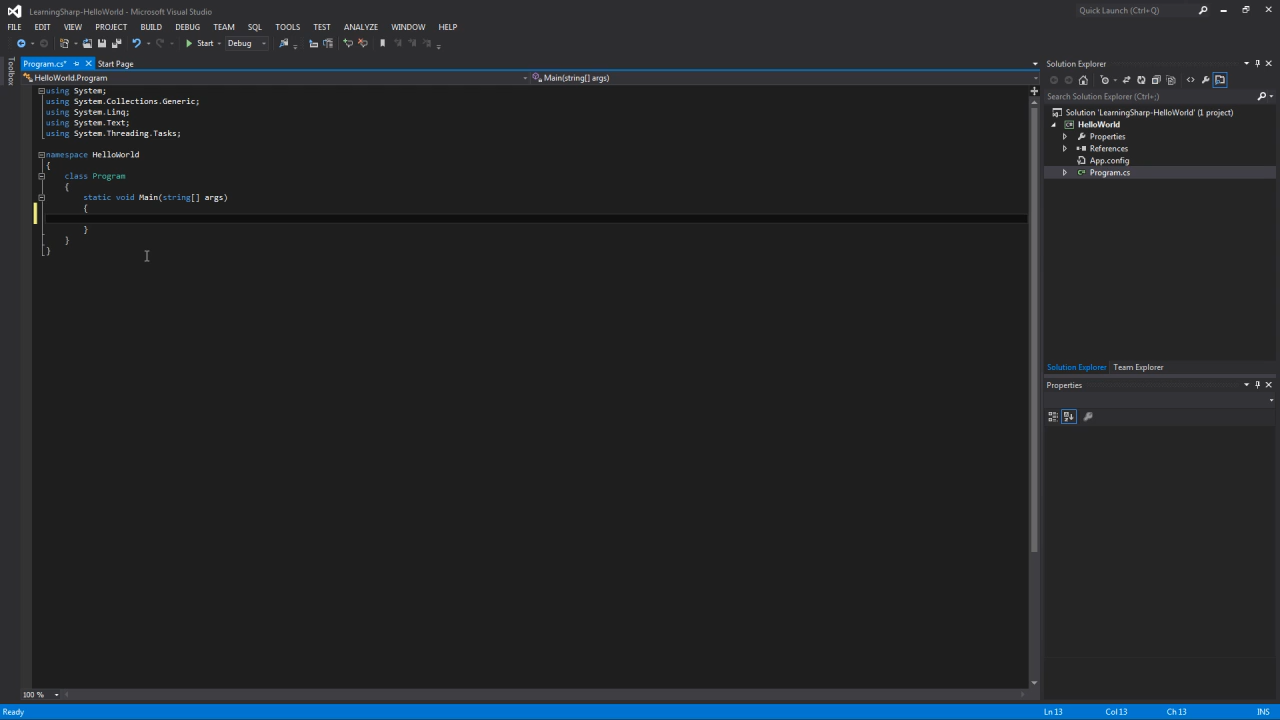 LearningSharp-HelloWorld - Microsoft Visual Studio
Quick Launch (Ctrl+Q)
FILE EDIT VIEW PROJECT BUILD DEBUG TEAM SQL TOOLS TEST ANALYZE WINDOW HELP
Start Debug
Toolbox
Program.cs* Start Page
HelloWorld.Program Main(string[] args)
using System;
using System.Collections.Generic;
using System.Linq;
using System.Text;
using System.Threading.Tasks;
namespace HelloWorld
{
class Program
{
static void Main(string[] args)
{
}
}
}
Solution Explorer
Search Solution Explorer (Ctrl+;)
Solution 'LearningSharp-HelloWorld' (1 project)
HelloWorld
Properties
References
App.config
Program.cs
Solution Explorer Team Explorer
Properties
100 %
Ready Ln 13 Col 13 Ch 13 INS